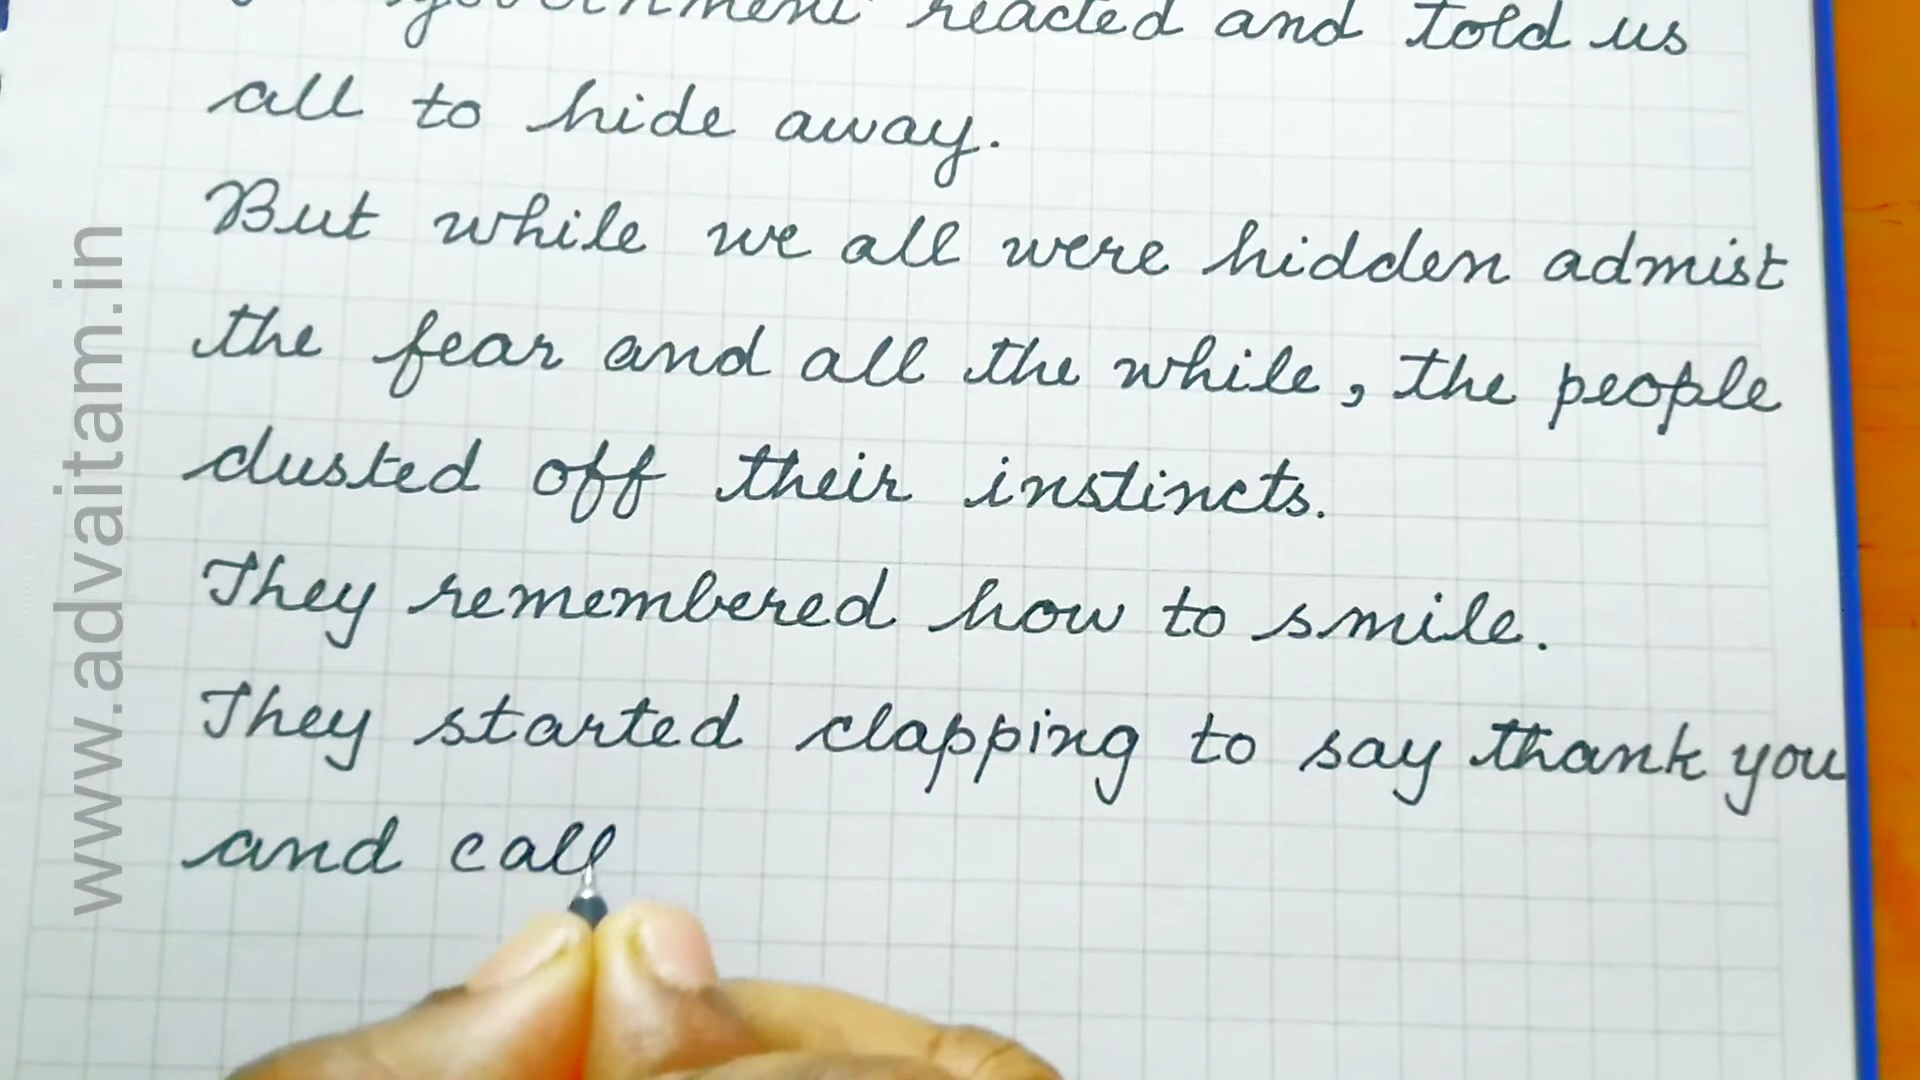 government reacted and told us
all to hide away.
But while we all were hidden admist
the fear and all the while, the people
dusted off their instincts.
They remembered how to smile.
They started clapping to say thank you
and call
www.advaitam.in